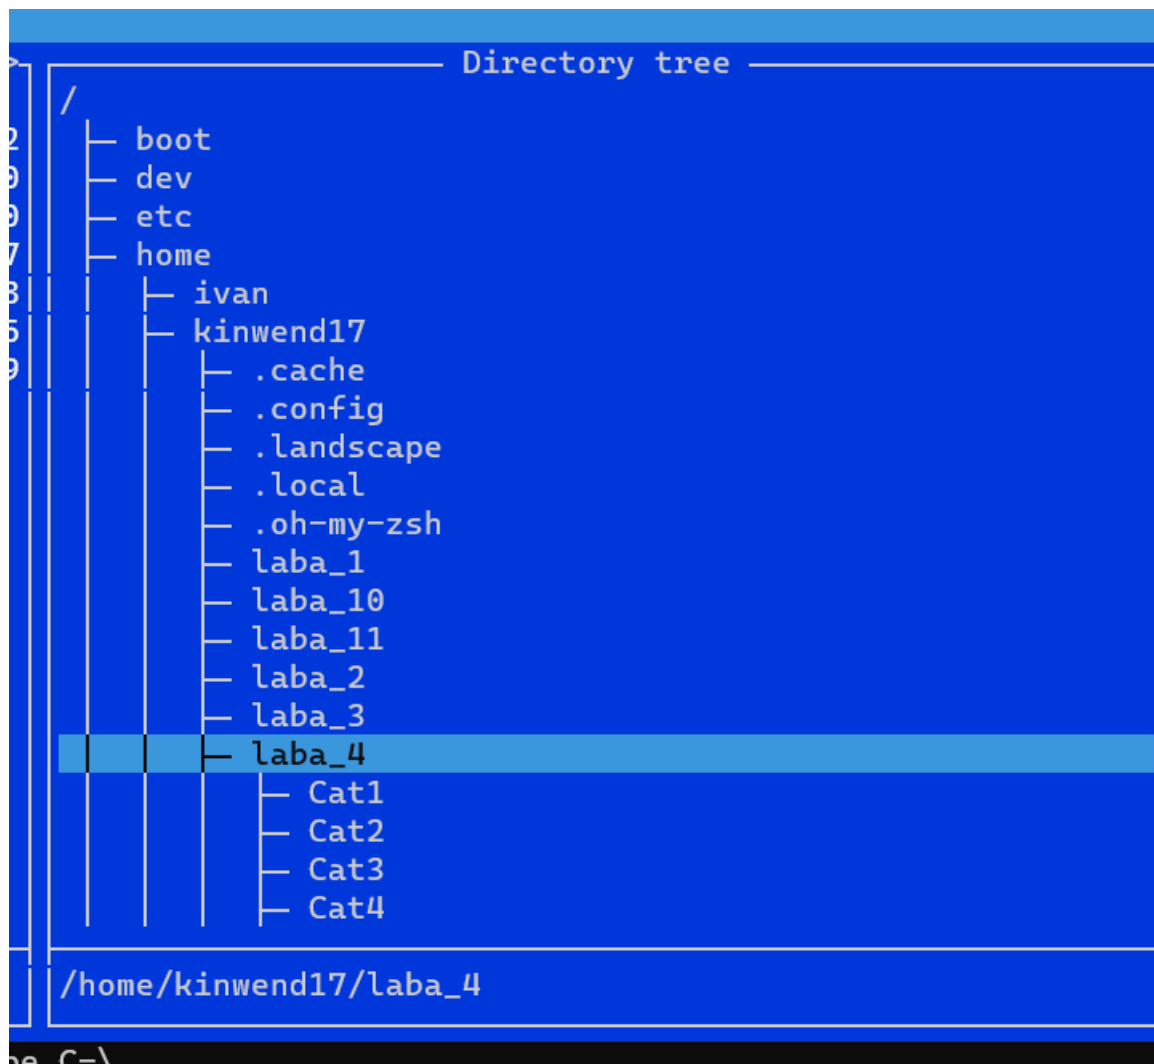 Directory tree
/
boot
dev
etc
home
ivan
kinwend17
.cache
.config
.landscape
.local
.oh-my-zsh
laba_1
laba_10
laba_11
laba_2
laba_3
laba_4
Cat1
Cat2
Cat3
Cat4
/home/kinwend17/laba_4
C-\